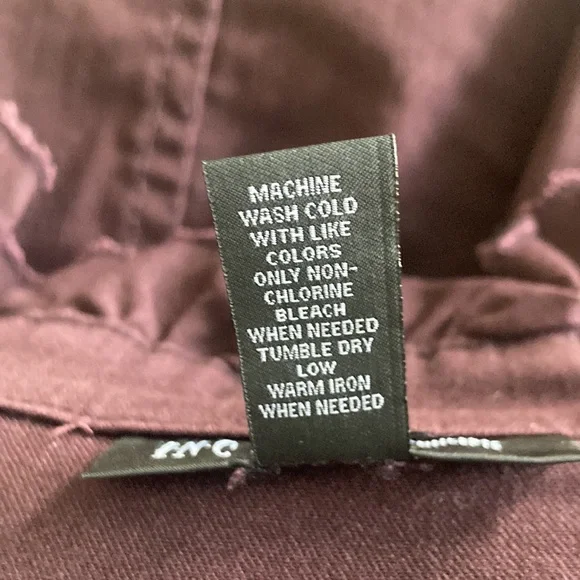 MACHINE
WASH COLD
WITH LIKE
COLORS
ONLY NON-
CHLORINE
BLEACH
WHEN NEEDED
TUMBLE DRY
LOW
WARM IRON
WHEN NEEDED